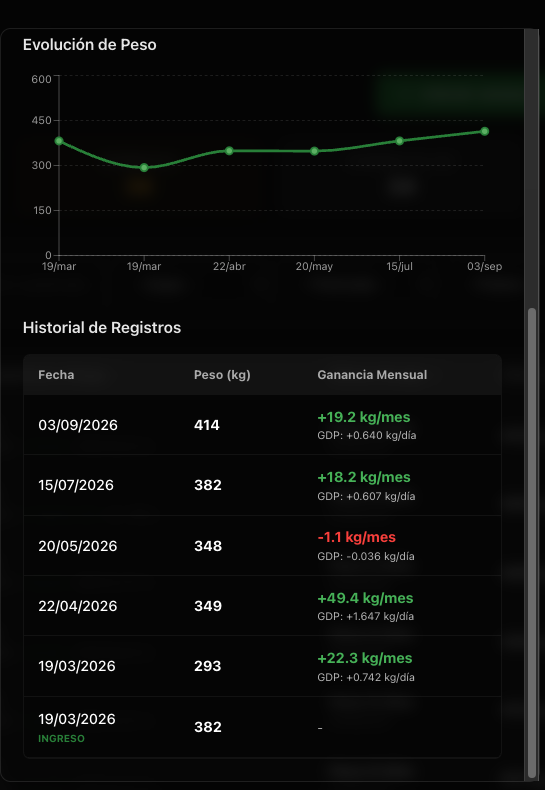 Evolución de Peso
600
450
300
150
0
19/mar 19/mar 22/abr 20/may 15/jul 03/sep
Historial de Registros
Fecha Peso (kg) Ganancia Mensual
03/09/2026 414 +19.2 kg/mes
GDP: +0.640 kg/día
15/07/2026 382 +18.2 kg/mes
GDP: +0.607 kg/día
20/05/2026 348 -1.1 kg/mes
GDP: -0.036 kg/día
22/04/2026 349 +49.4 kg/mes
GDP: +1.647 kg/día
19/03/2026 293 +22.3 kg/mes
GDP: +0.742 kg/día
19/03/2026 382 -
INGRESO